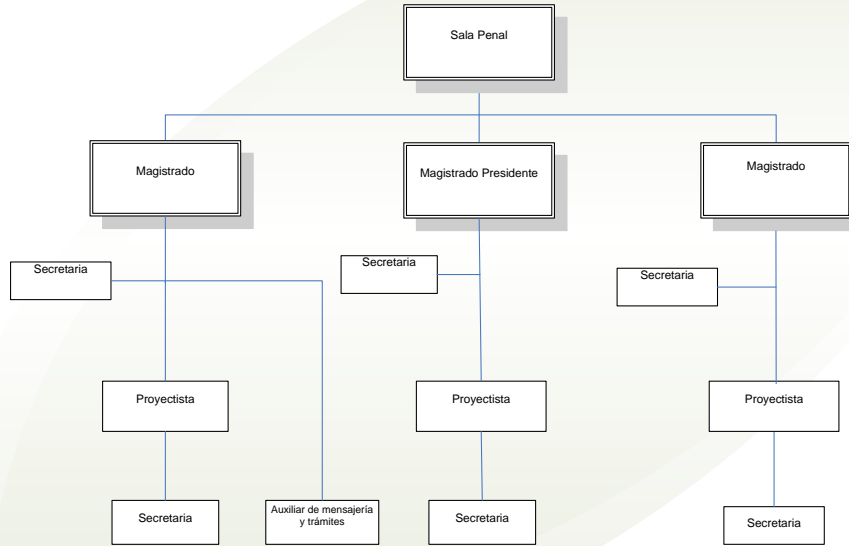 Sala Penal
Magistrado
Magistrado Presidente
Magistrado
Secretaria
Secretaria
Secretaria
Proyectista
Proyectista
Proyectista
Secretaria
Auxiliar de mensajería
y trámites
Secretaria
Secretaria